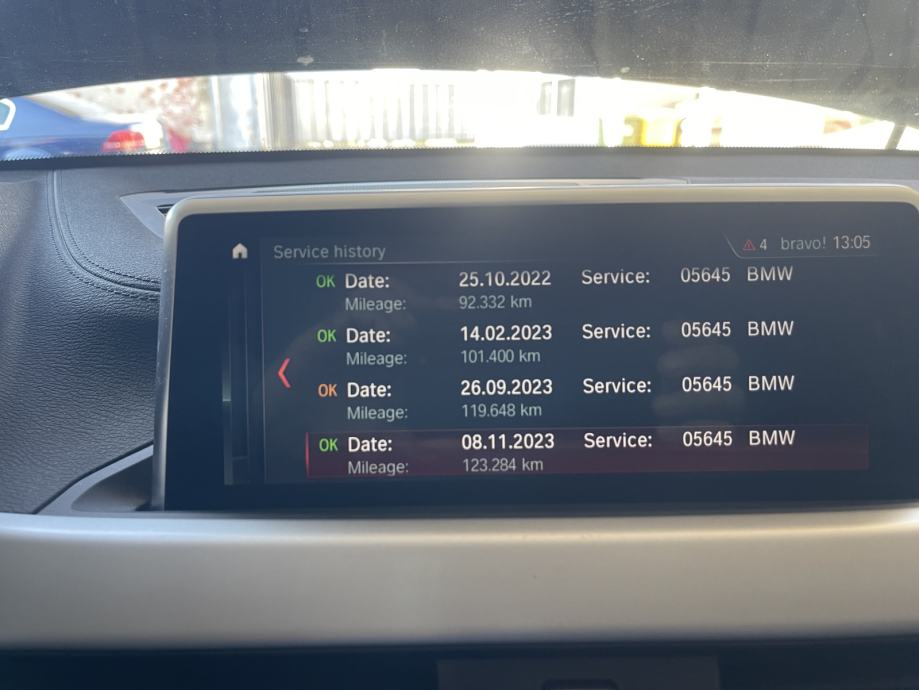 Service history 4 bravo! 13:05
OK Date: 25.10.2022 Service: 05645 BMW
Mileage: 92.332 km
OK Date: 14.02.2023 Service: 05645 BMW
Mileage: 101.400 km
OK Date: 26.09.2023 Service: 05645 BMW
Mileage: 119.648 km
OK Date: 08.11.2023 Service: 05645 BMW
Mileage: 123.284 km